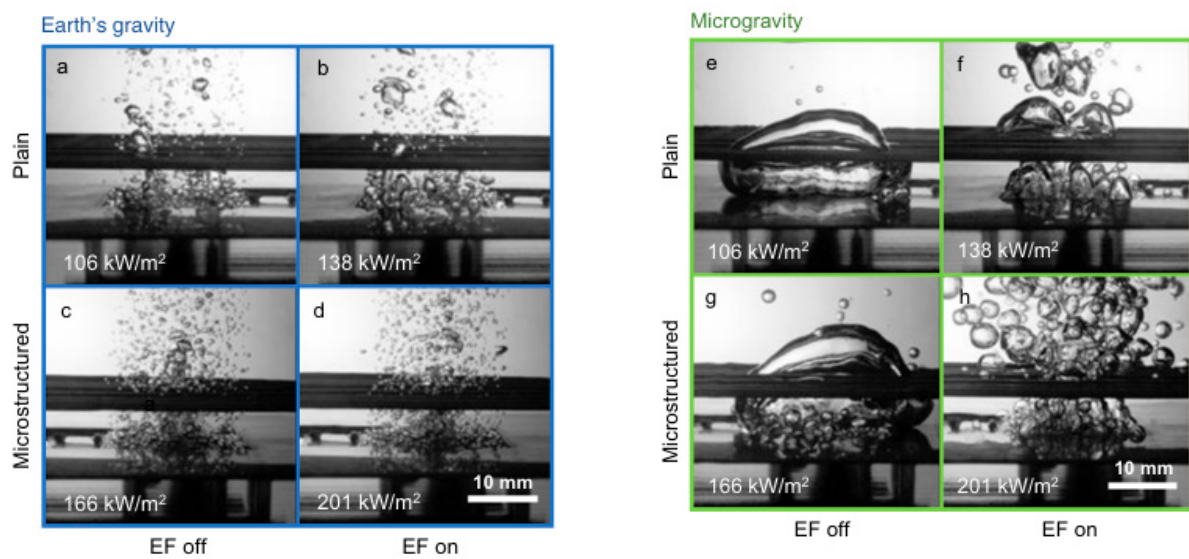 Earth's gravity
Microgravity
Plain
a
b
106 kW/m²
138 kW/m²
Microstructured
c
d
a
166 kW/m²
201 kW/m²
10 mm
EF off
EF on
Plain
e
f
106 kW/m²
138 kW/m²
Microstructured
g
h
166 kW/m²
201 kW/m²
10 mm
EF off
EF on